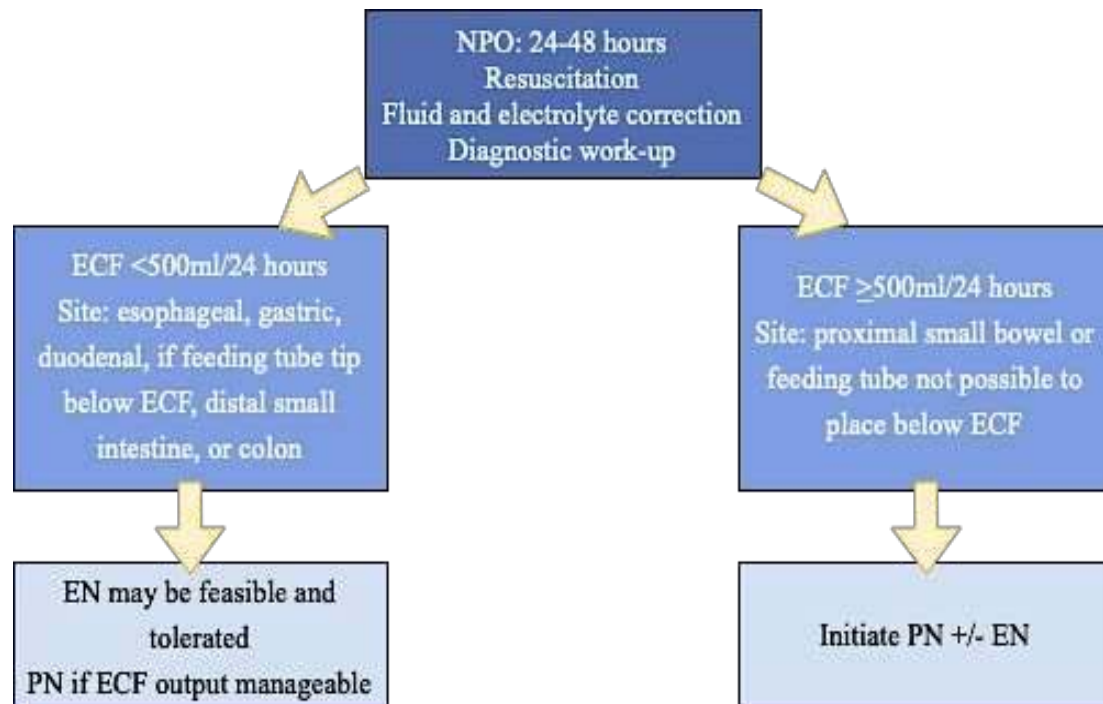 NPO: 24-48 hours
Resuscitation
Fluid and electrolyte correction
Diagnostic work-up
ECF <500ml/24 hours
Site: esophageal, gastric,
duodenal, if feeding tube tip
below ECF, distal small
intestine, or colon
ECF ≥500ml/24 hours
Site: proximal small bowel or
feeding tube not possible to
place below ECF
EN may be feasible and
tolerated
PN if ECF output manageable
Initiate PN +/- EN